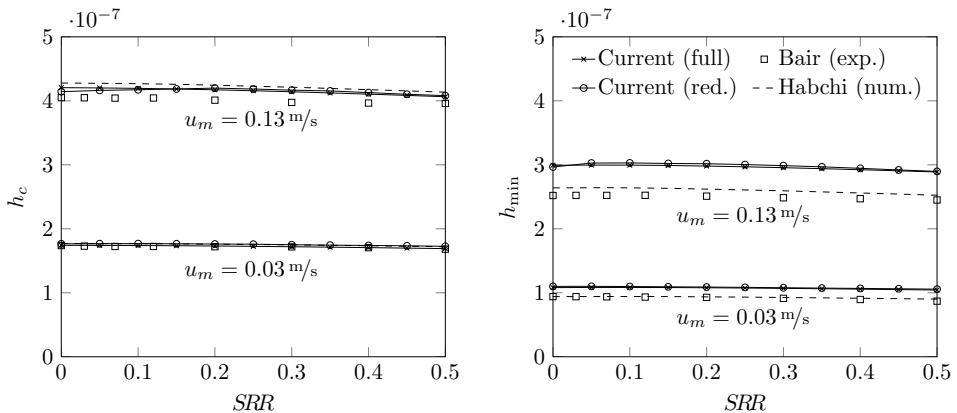 ·10⁻⁷
5
4
3
2
1
0
h_c
u_m = 0.13 m/s
u_m = 0.03 m/s
0 0.1 0.2 0.3 0.4 0.5
SRR
·10⁻⁷
5
4
3
2
1
0
h_min
Current (full) Bair (exp.)
Current (red.) Habchi (num.)
u_m = 0.13 m/s
u_m = 0.03 m/s
0 0.1 0.2 0.3 0.4 0.5
SRR